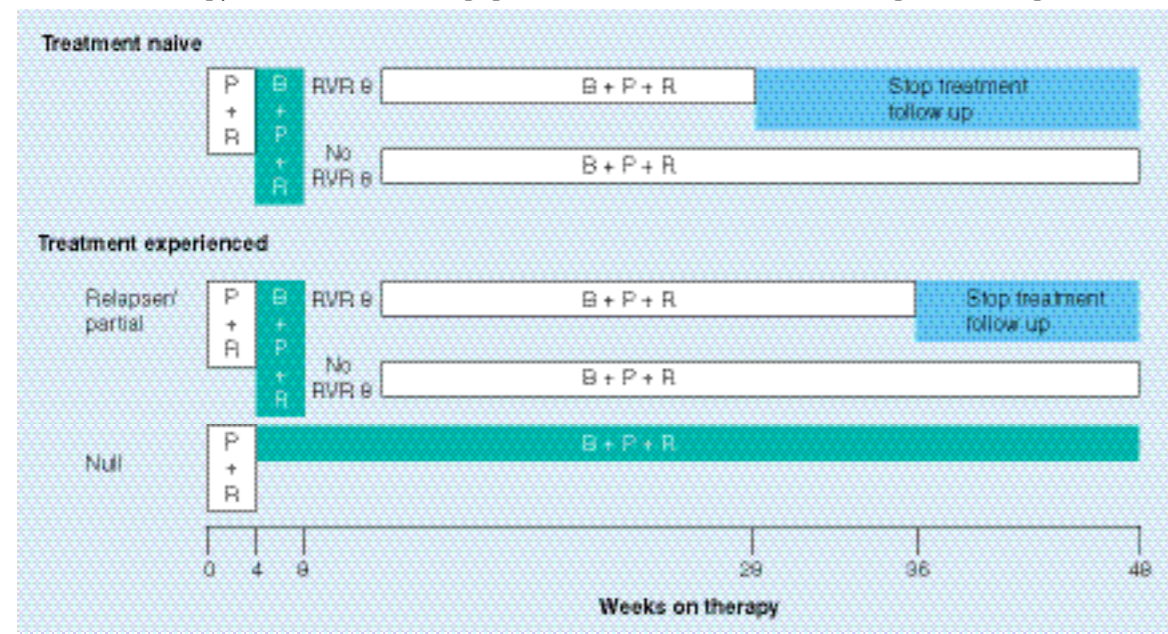 Treatment naive
P + R
B + P + R
RVR 8
B + P + R
Stop treatment
follow up
No
RVR 8
B + P + R
Treatment experienced
Relapser/
partial
P + R
B + P + R
RVR 8
B + P + R
Stop treatment
follow up
No
RVR 8
B + P + R
Null
P + R
B + P + R
0 4 8 28 36 48
Weeks on therapy